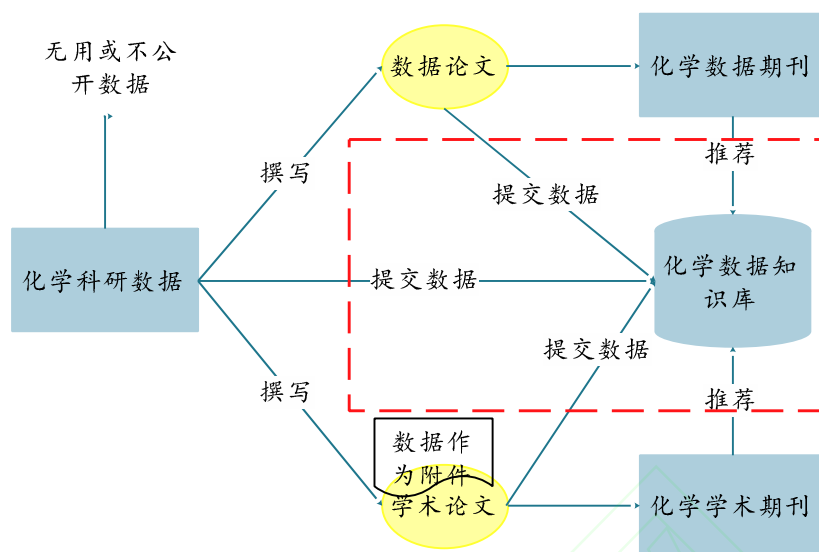 无用或不公
开数据
数据论文
化学数据期刊
撰写
推荐
提交数据
化学科研数据
提交数据
化学数据知
识库
提交数据
撰写
推荐
数据作
为附件
学术论文
化学学术期刊